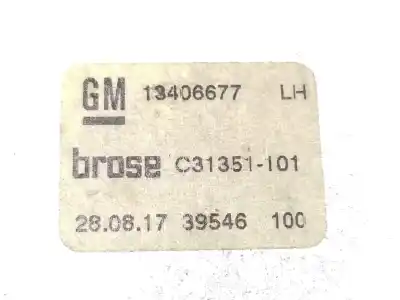 GM 13406677 LH
brose C31351-101
28.08.17 39546 100